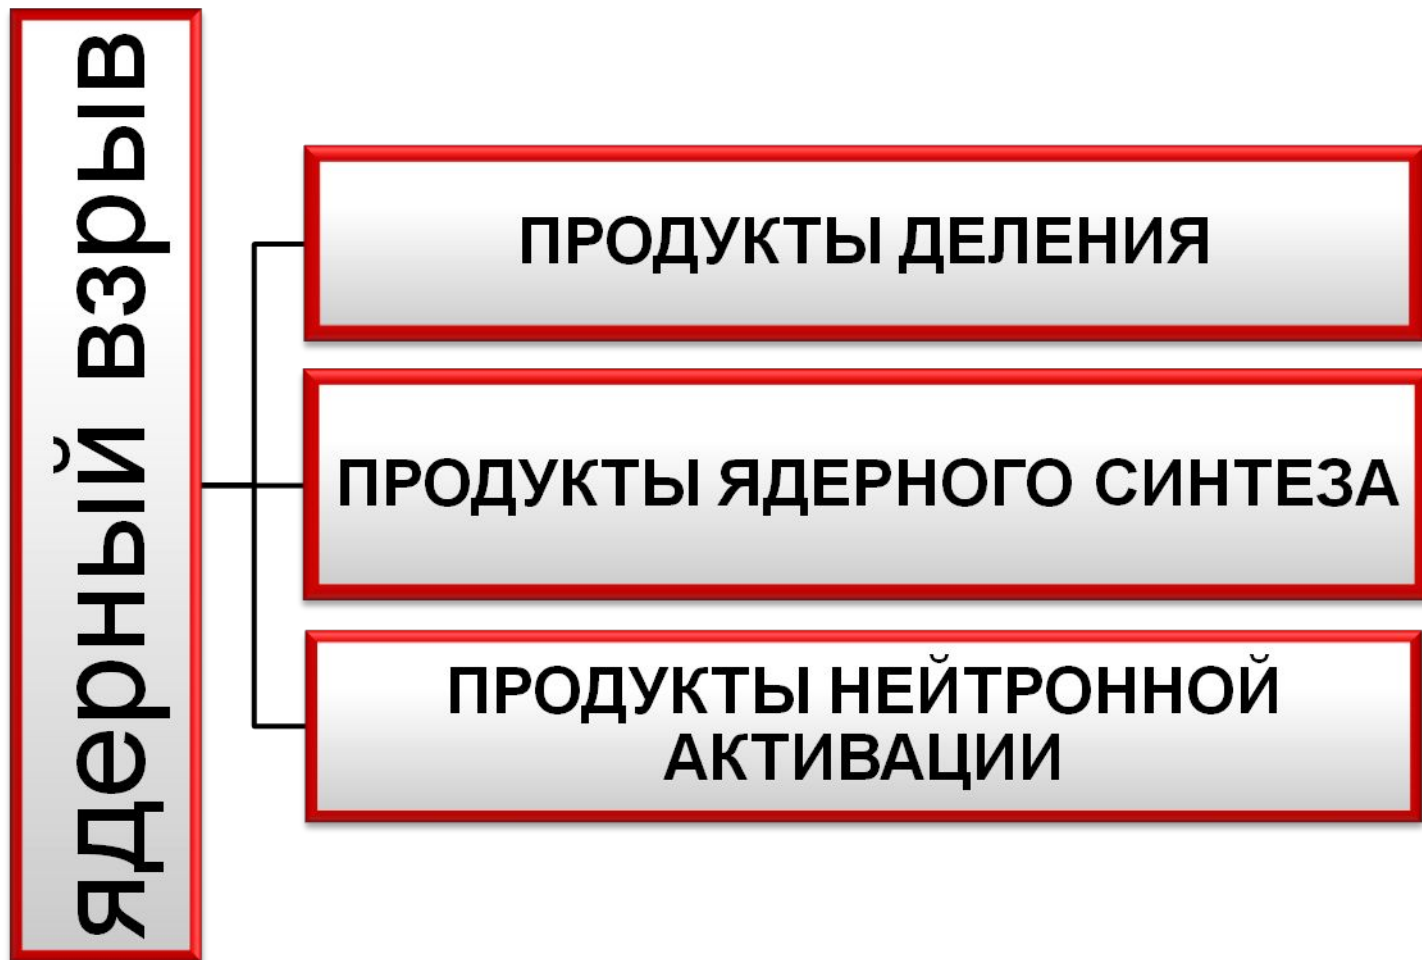 ядерный взрыв
ПРОДУКТЫ ДЕЛЕНИЯ
ПРОДУКТЫ ЯДЕРНОГО СИНТЕЗА
ПРОДУКТЫ НЕЙТРОННОЙ
АКТИВАЦИИ